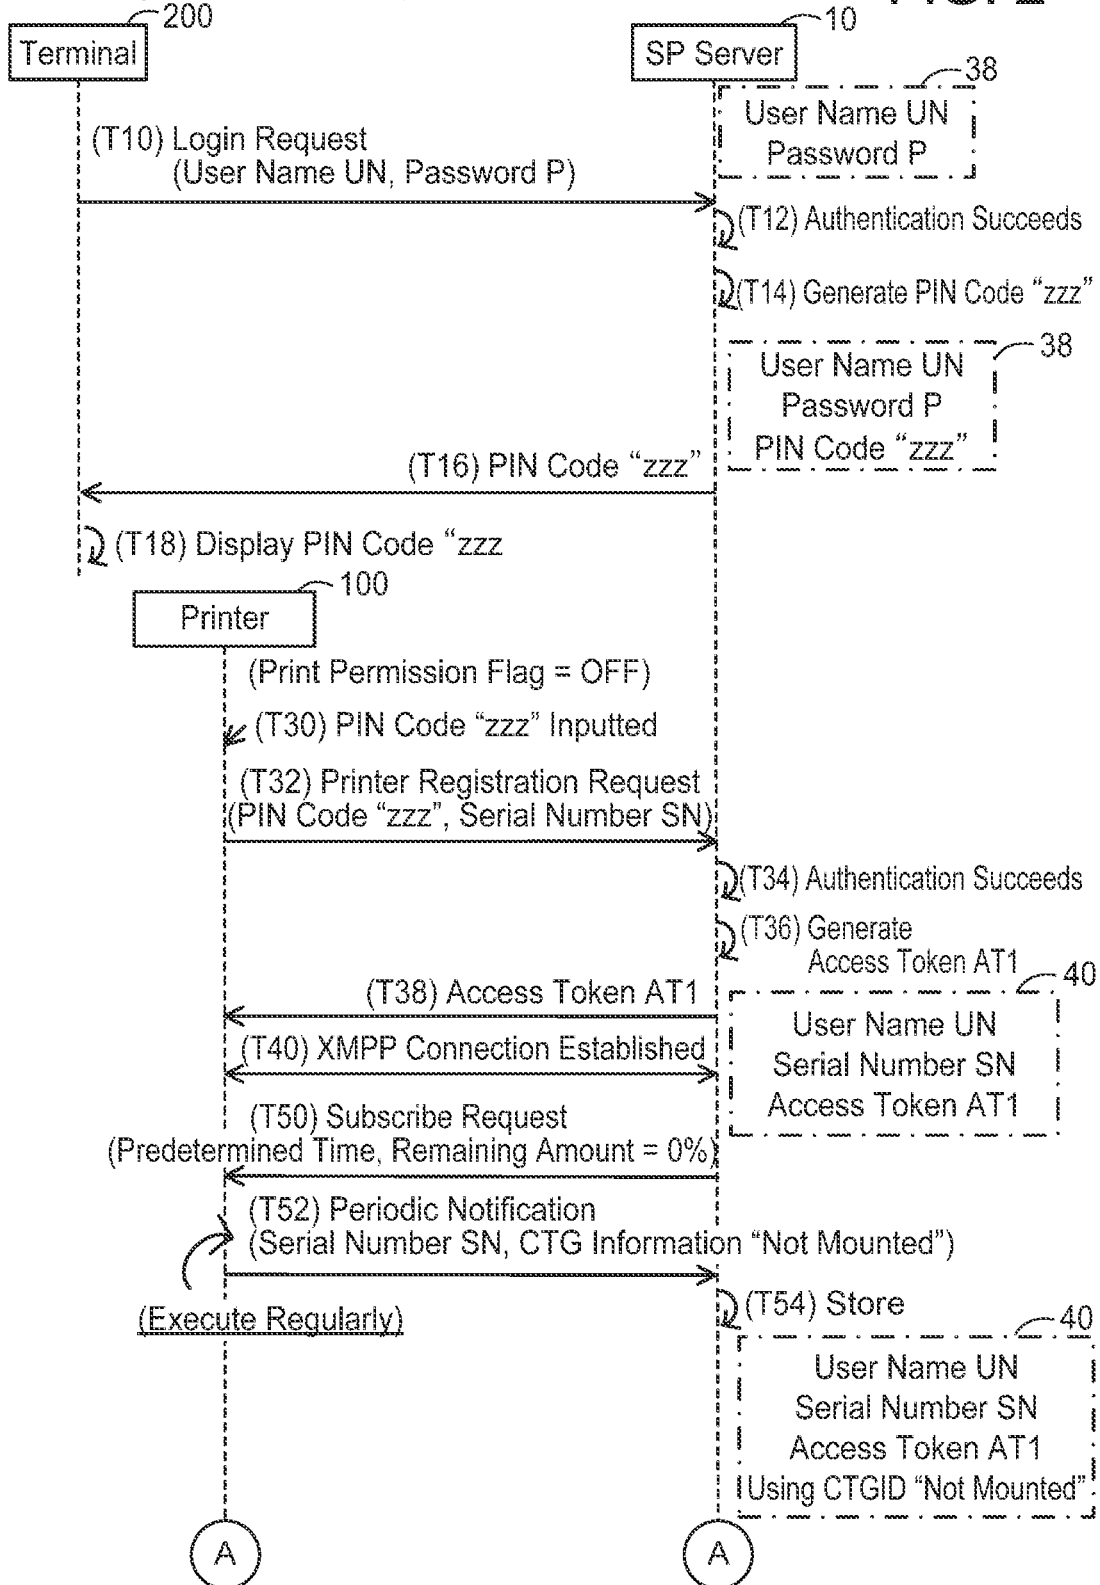 200
10
Terminal
SP Server
38
User Name UN
Password P
(T10) Login Request
(User Name UN, Password P)
(T12) Authentication Succeeds
(T14) Generate PIN Code “zzz”
38
User Name UN
Password P
PIN Code “zzz”
(T16) PIN Code “zzz”
(T18) Display PIN Code “zzz
100
Printer
(Print Permission Flag = OFF)
(T30) PIN Code “zzz” Inputted
(T32) Printer Registration Request
(PIN Code “zzz”, Serial Number SN)
(T34) Authentication Succeeds
(T36) Generate
Access Token AT1
40
(T38) Access Token AT1
User Name UN
Serial Number SN
Access Token AT1
(T40) XMPP Connection Established
(T50) Subscribe Request
(Predetermined Time, Remaining Amount = 0%)
(T52) Periodic Notification
(Serial Number SN, CTG Information “Not Mounted”)
(Execute Regularly)
(T54) Store
40
User Name UN
Serial Number SN
Access Token AT1
Using CTGID “Not Mounted”
A
A